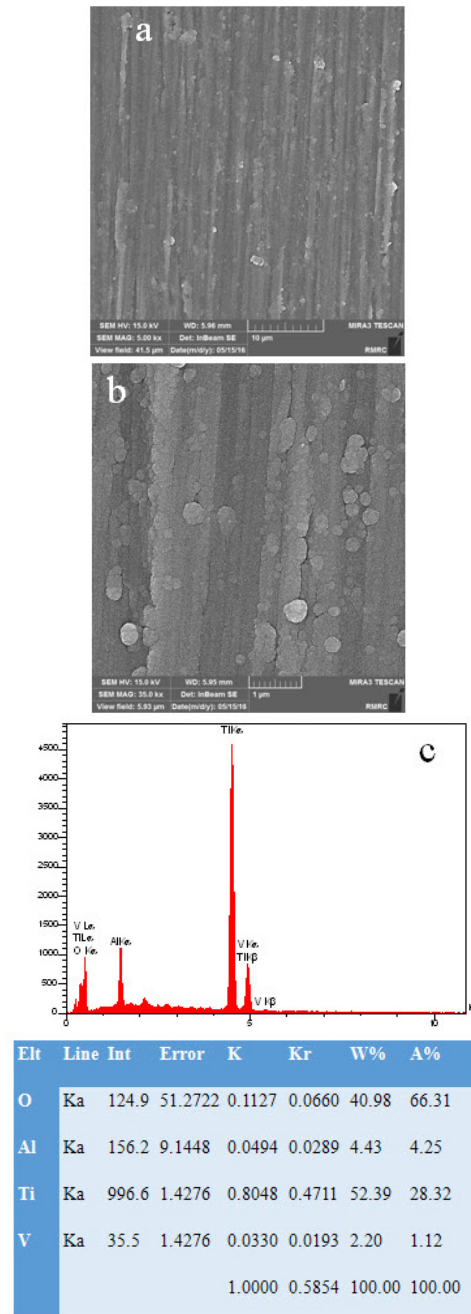 a
SEM HV: 15.0 kV WD: 5.96 mm MIRA3 TESCAN
SEM MAG: 5.00 kx Det: InBeam SE 10 µm
View field: 41.5 µm Date(m/d/y): 05/15/16 RMRC
b
SEM HV: 15.0 kV WD: 5.95 mm MIRA3 TESCAN
SEM MAG: 35.0 kx Det: InBeam SE 1 µm
View field: 5.93 µm Date(m/d/y): 05/15/16 RMRC
c
TiKα
4500
4000
3500
3000
2500
2000
1500
1000
500
0
V Lα
TiLα
O Kα
AlKα
V Kα
TiKβ
V Kβ
0 5 10
Elt Line Int Error K Kr W% A%
O Ka 124.9 51.2722 0.1127 0.0660 40.98 66.31
Al Ka 156.2 9.1448 0.0494 0.0289 4.43 4.25
Ti Ka 996.6 1.4276 0.8048 0.4711 52.39 28.32
V Ka 35.5 1.4276 0.0330 0.0193 2.20 1.12
1.0000 0.5854 100.00 100.00